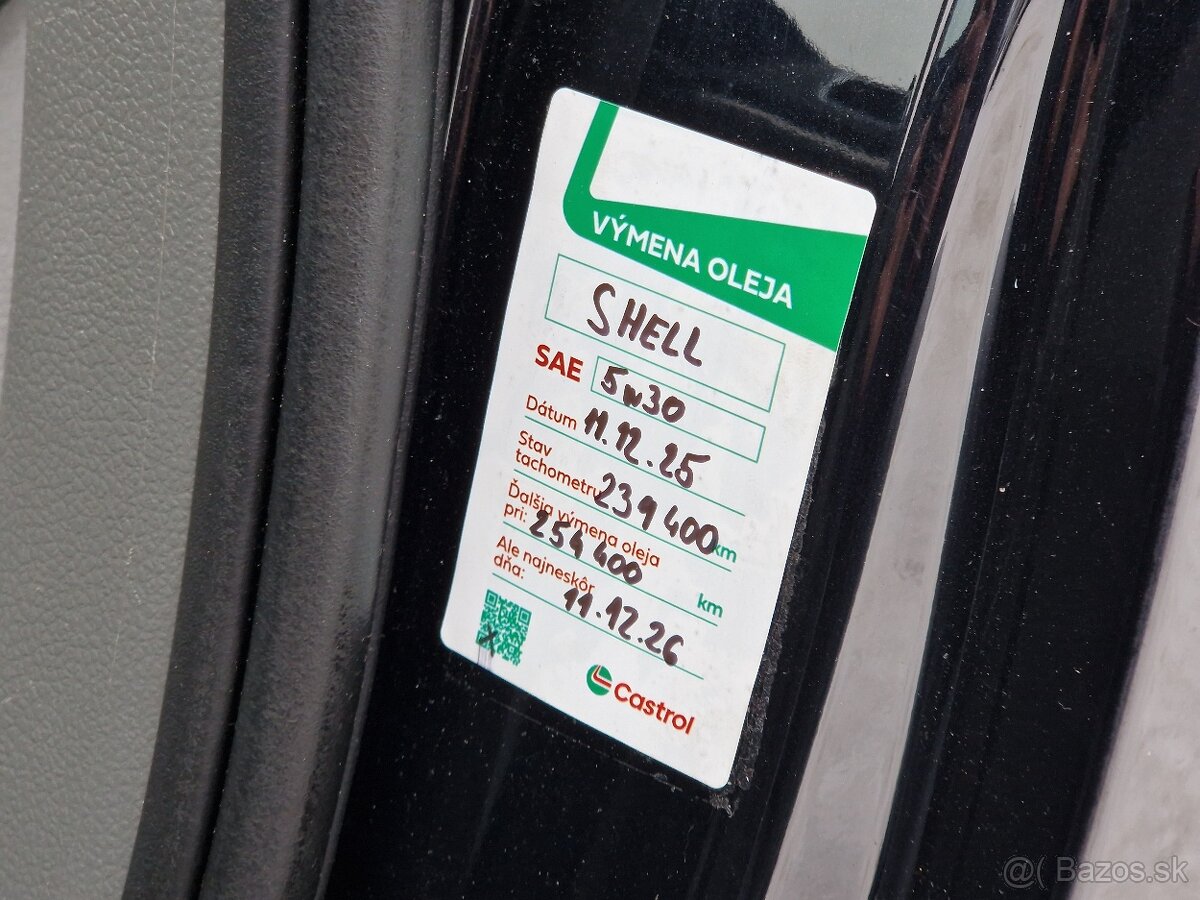 VÝMENA OLEJA
SHELL
SAE 5W30
Dátum 11.12.25
Stav
tachometru 239 400 km
Ďalšia výmena oleja
pri: 254 400 km
Ale najneskôr
dňa: 11.12.26
Castrol
@( Bazos.sk